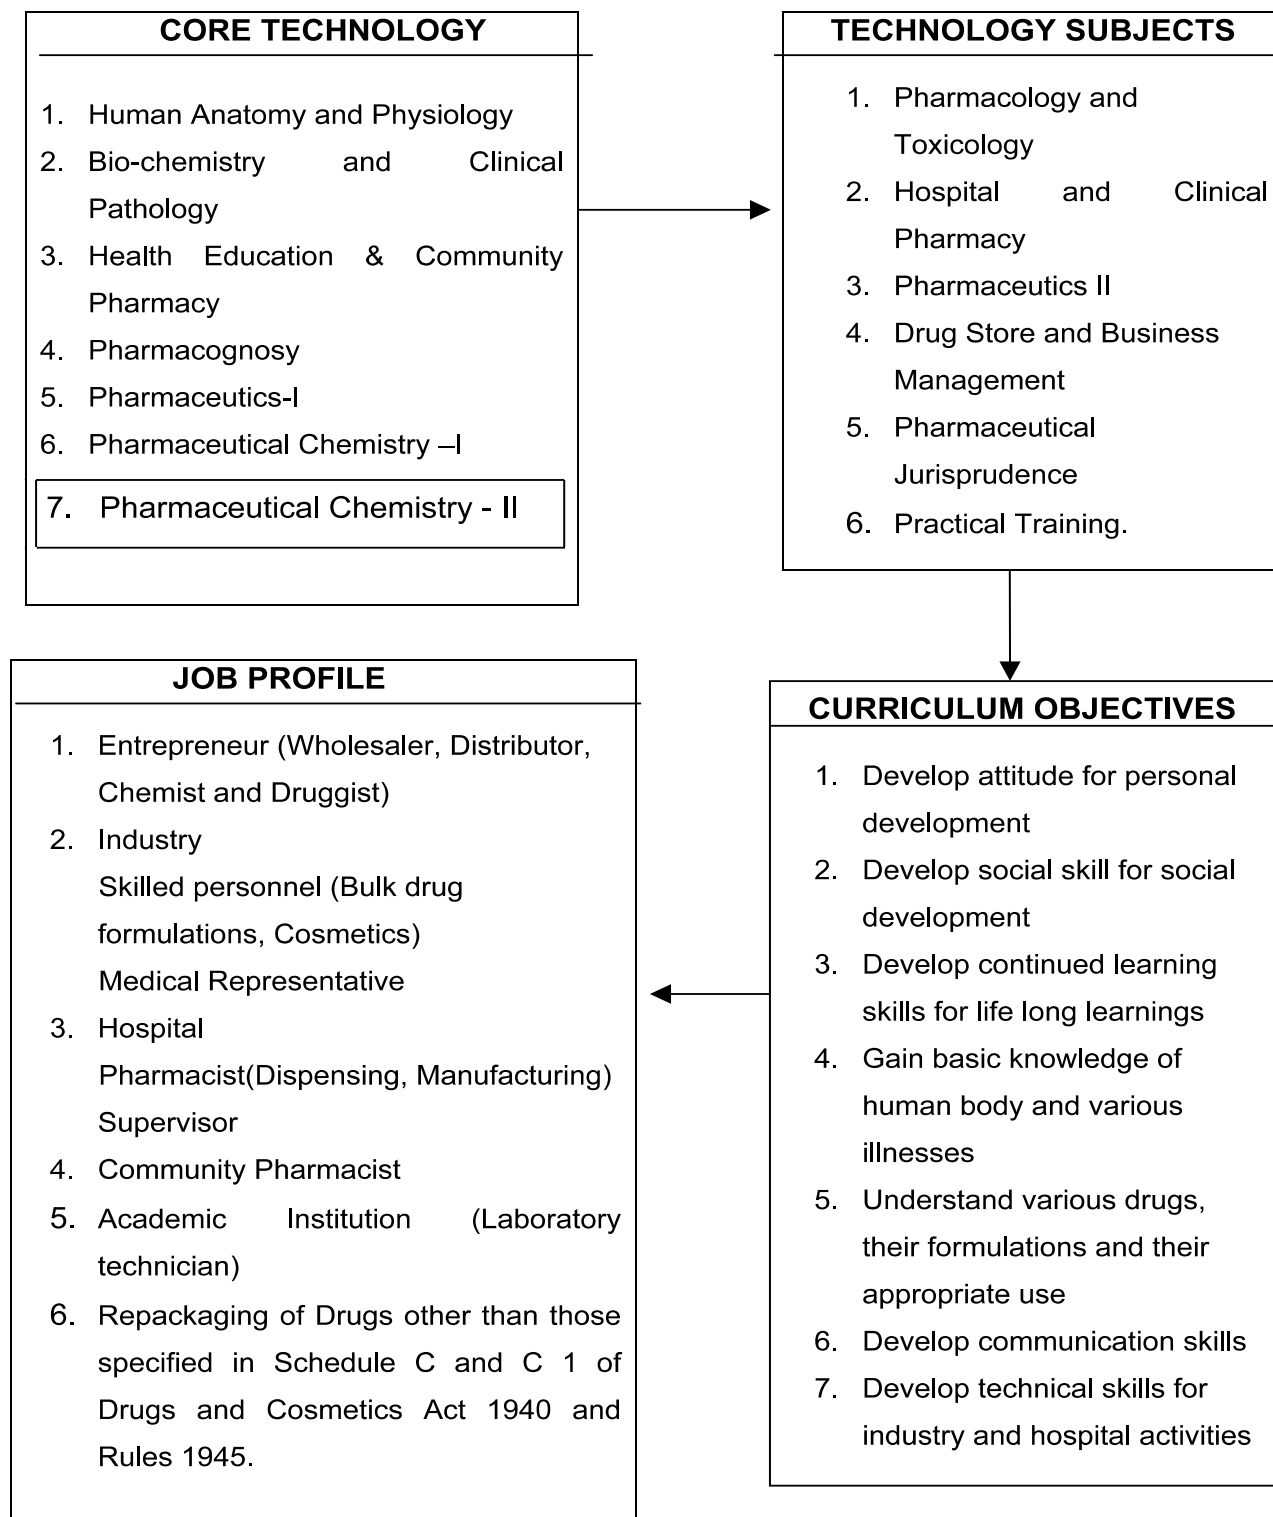 CORE TECHNOLOGY
1. Human Anatomy and Physiology
2. Bio-chemistry and Clinical
Pathology
3. Health Education & Community
Pharmacy
4. Pharmacognosy
5. Pharmaceutics-I
6. Pharmaceutical Chemistry –I
7. Pharmaceutical Chemistry - II
TECHNOLOGY SUBJECTS
1. Pharmacology and
Toxicology
2. Hospital and Clinical
Pharmacy
3. Pharmaceutics II
4. Drug Store and Business
Management
5. Pharmaceutical
Jurisprudence
6. Practical Training.
CURRICULUM OBJECTIVES
1. Develop attitude for personal
development
2. Develop social skill for social
development
3. Develop continued learning
skills for life long learnings
4. Gain basic knowledge of
human body and various
illnesses
5. Understand various drugs,
their formulations and their
appropriate use
6. Develop communication skills
7. Develop technical skills for
industry and hospital activities
JOB PROFILE
1. Entrepreneur (Wholesaler, Distributor,
Chemist and Druggist)
2. Industry
Skilled personnel (Bulk drug
formulations, Cosmetics)
Medical Representative
3. Hospital
Pharmacist(Dispensing, Manufacturing)
Supervisor
4. Community Pharmacist
5. Academic Institution (Laboratory
technician)
6. Repackaging of Drugs other than those
specified in Schedule C and C 1 of
Drugs and Cosmetics Act 1940 and
Rules 1945.